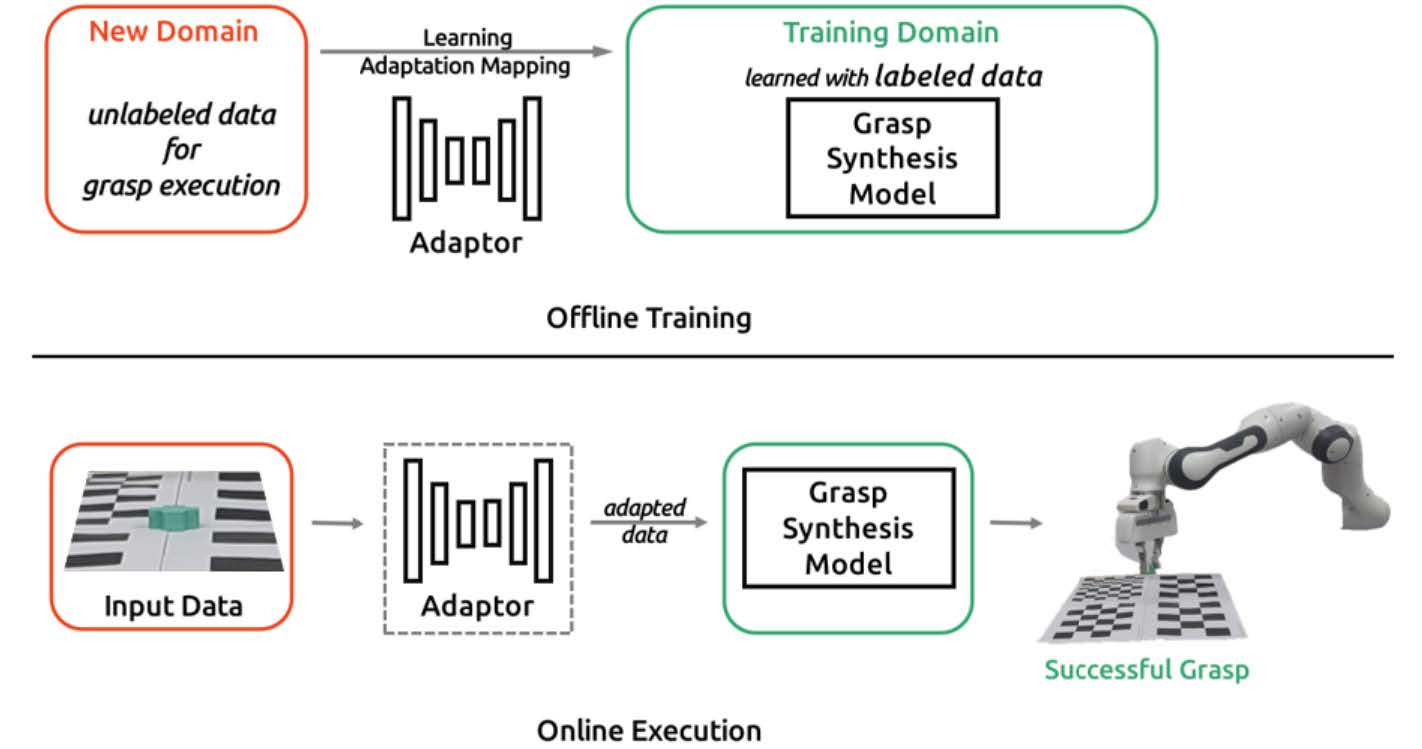 New Domain
unlabeled data
for
grasp execution
Learning
Adaptation Mapping
Adaptor
Training Domain
learned with labeled data
Grasp
Synthesis
Model
Offline Training
Input Data
Adaptor
adapted
data
Grasp
Synthesis
Model
Successful Grasp
Online Execution